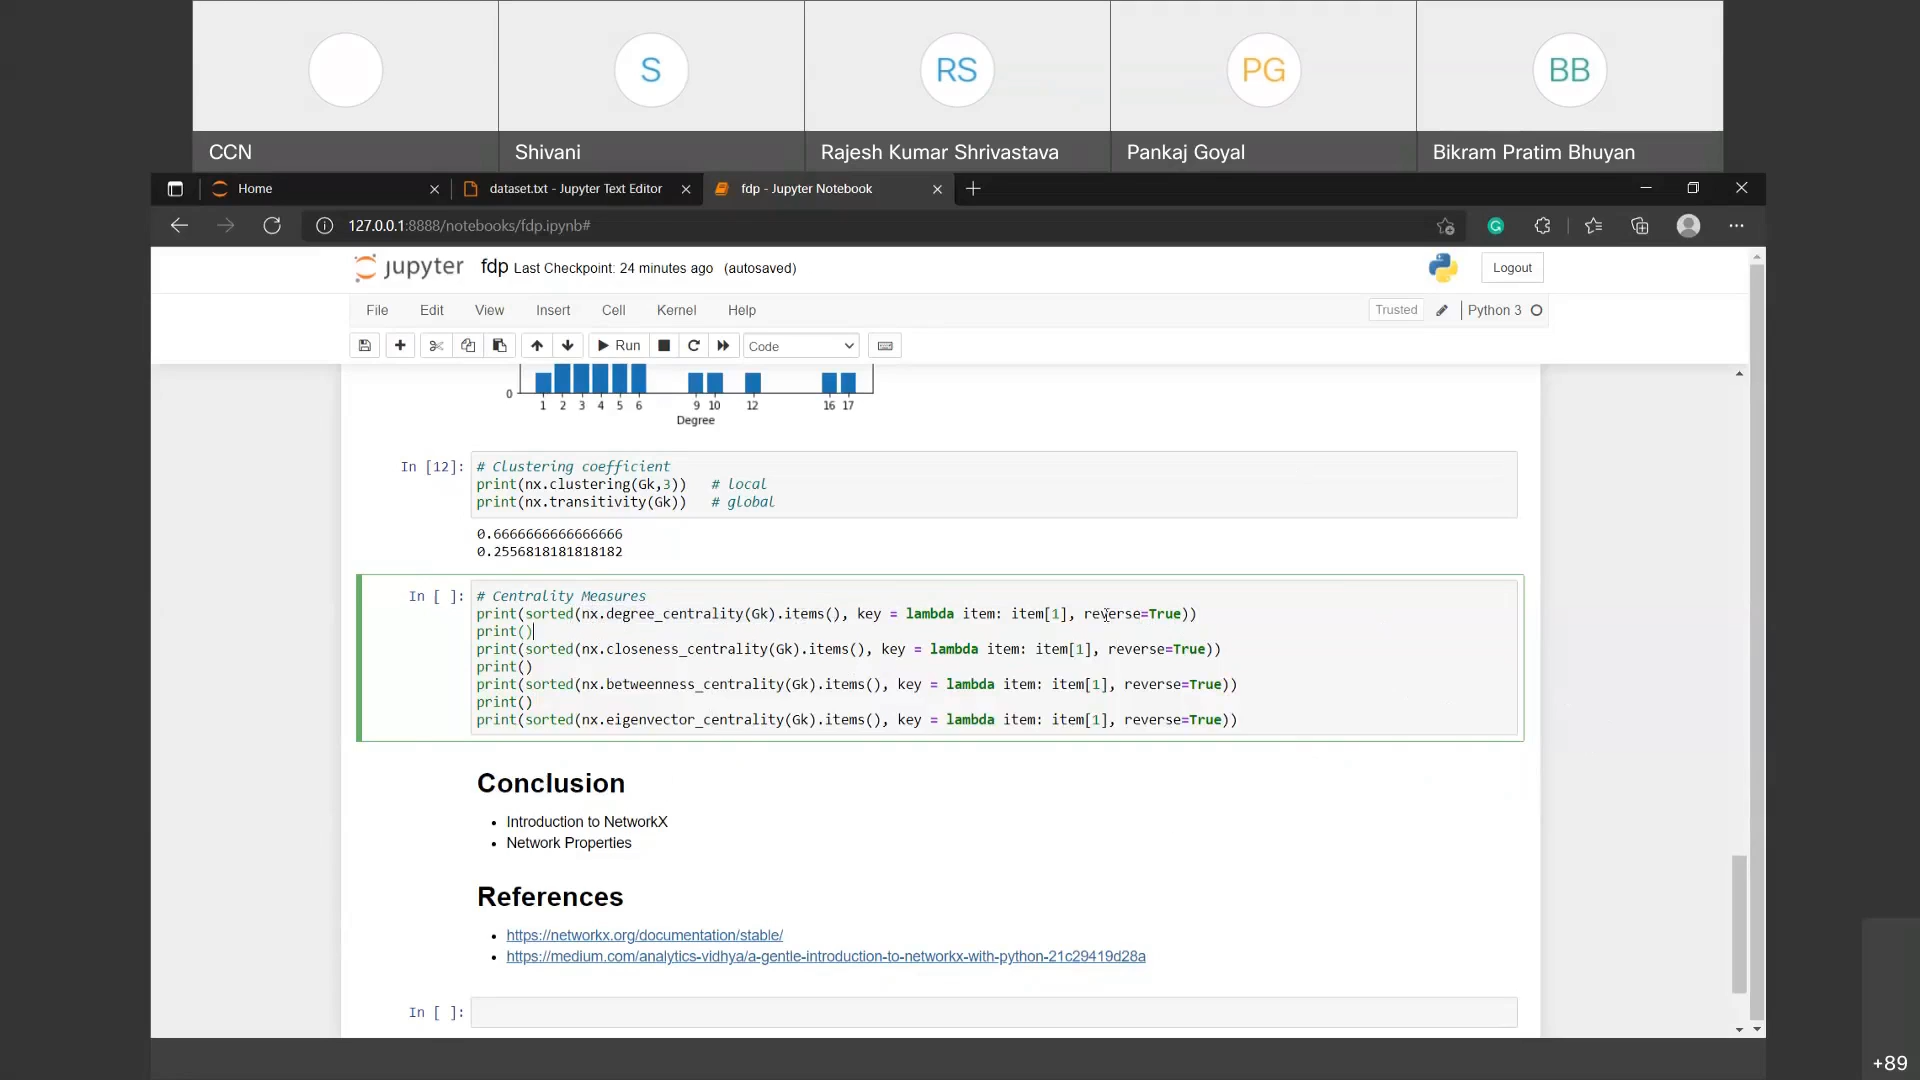 S
RS
PG
BB
CCN
Shivani
Rajesh Kumar Shrivastava
Pankaj Goyal
Bikram Pratim Bhuyan
Home
dataset.txt - Jupyter Text Editor
fdp - Jupyter Notebook
127.0.0.1:8888/notebooks/fdp.ipynb#
jupyter fdp Last Checkpoint: 24 minutes ago (autosaved)
Logout
File Edit View Insert Cell Kernel Help
Trusted Python 3
Run Code
0
1 2 3 4 5 6 9 10 12 16 17
Degree
In [12]:
# Clustering coefficient
print(nx.clustering(Gk,3)) # local
print(nx.transitivity(Gk)) # global
0.6666666666666666
0.2556818181818182
In [ ]:
# Centrality Measures
print(sorted(nx.degree_centrality(Gk).items(), key = lambda item: item[1], reverse=True))
print()
print(sorted(nx.closeness_centrality(Gk).items(), key = lambda item: item[1], reverse=True))
print()
print(sorted(nx.betweenness_centrality(Gk).items(), key = lambda item: item[1], reverse=True))
print()
print(sorted(nx.eigenvector_centrality(Gk).items(), key = lambda item: item[1], reverse=True))
Conclusion
• Introduction to NetworkX
• Network Properties
References
• https://networkx.org/documentation/stable/
• https://medium.com/analytics-vidhya/a-gentle-introduction-to-networkx-with-python-21c29419d28a
In [ ]:
+89